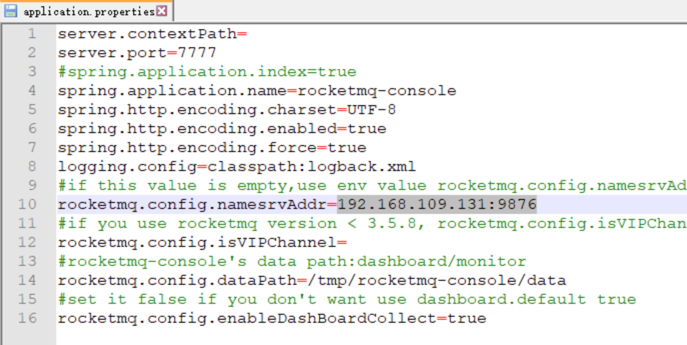 application.properties
1 server.contextPath=
2 server.port=7777
3 #spring.application.index=true
4 spring.application.name=rocketmq-console
5 spring.http.encoding.charset=UTF-8
6 spring.http.encoding.enabled=true
7 spring.http.encoding.force=true
8 logging.config=classpath:logback.xml
9 #if this value is empty,use env value rocketmq.config.namesrvAd
10 rocketmq.config.namesrvAddr=192.168.109.131:9876
11 #if you use rocketmq version < 3.5.8, rocketmq.config.isVIPChan
12 rocketmq.config.isVIPChannel=
13 #rocketmq-console's data path:dashboard/monitor
14 rocketmq.config.dataPath=/tmp/rocketmq-console/data
15 #set it false if you don't want use dashboard.default true
16 rocketmq.config.enableDashBoardCollect=true